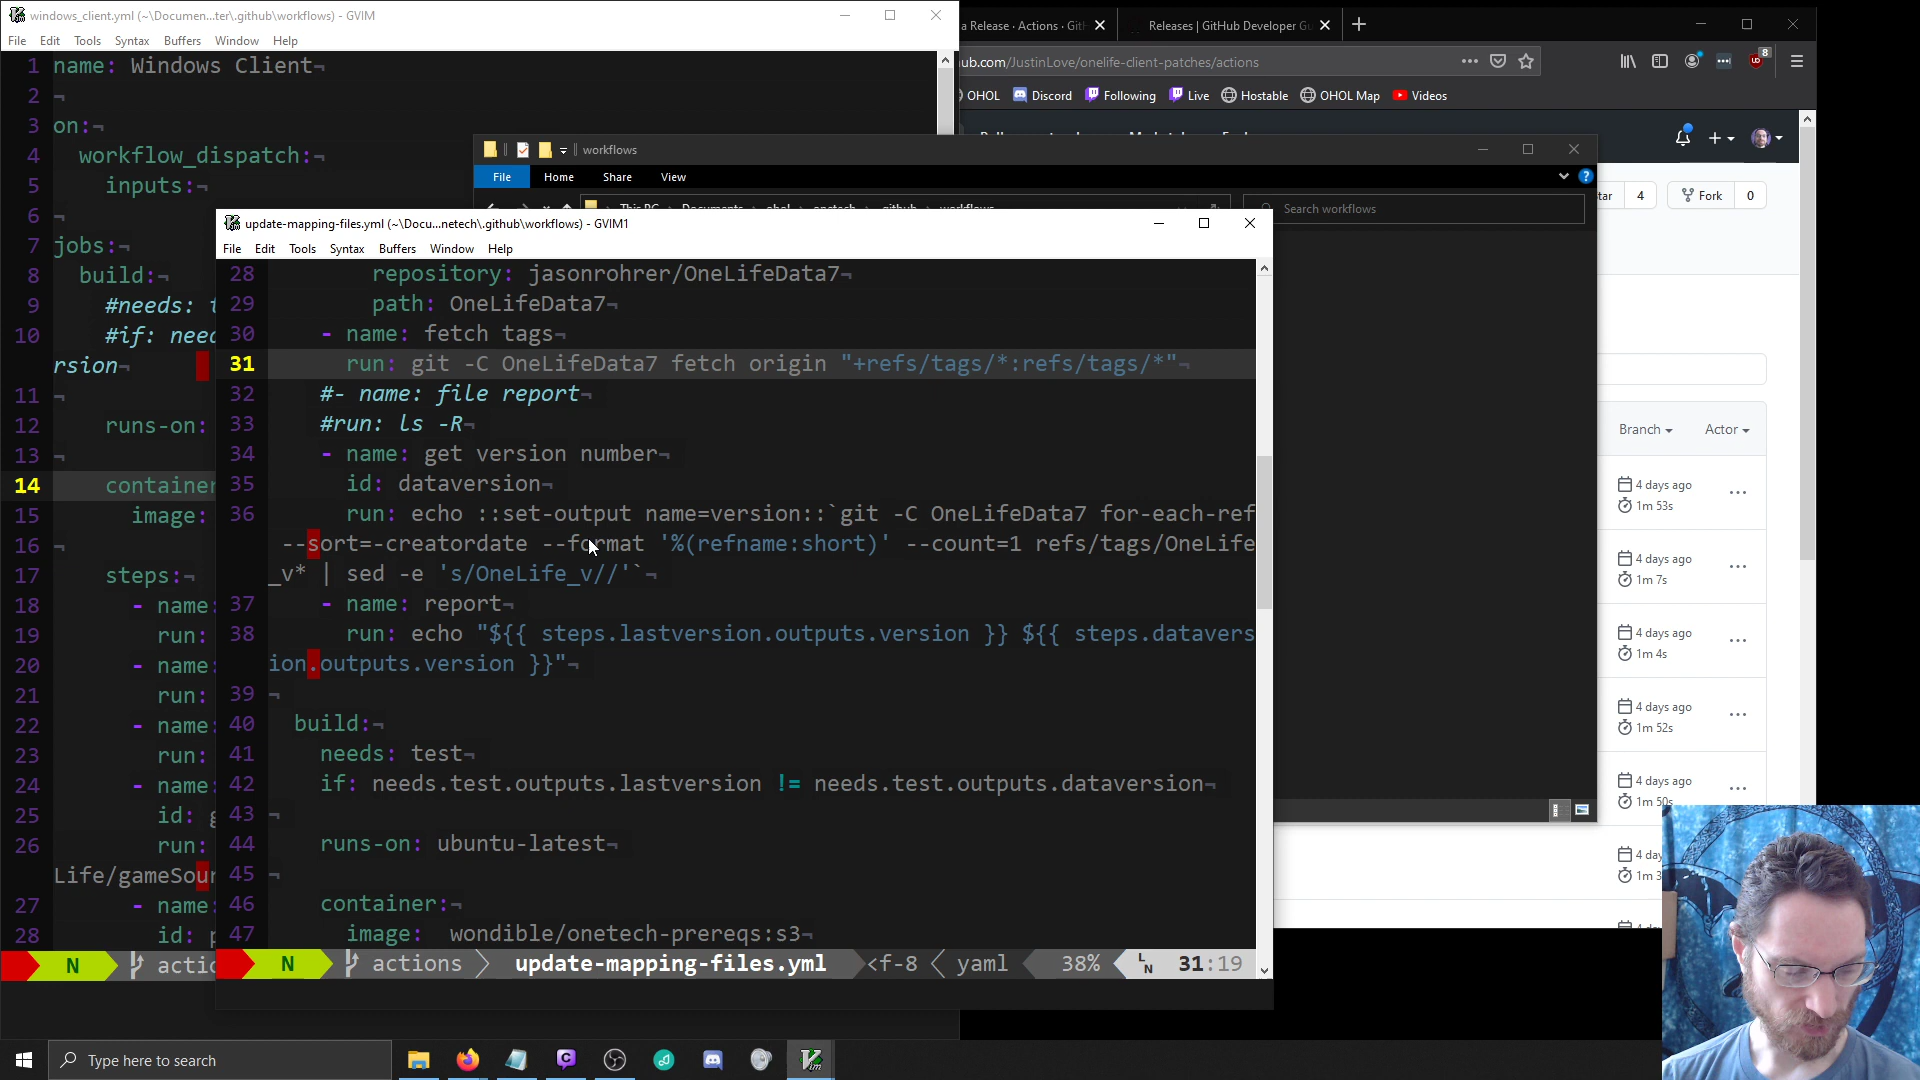 windows_client.yml (~\Documen...ter\.github\workflows) - GVIM
File Edit Tools Syntax Buffers Window Help
1 name: Windows Client¬
2 ¬
3 on:¬
4 workflow_dispatch:¬
5 inputs:¬
6 ¬
7 jobs:¬
8 build:¬
9 #needs: t
10 #if: need
rsion¬
11 ¬
12 runs-on:
13 ¬
14 container
15 image:
16 ¬
17 steps:¬
18 - name:
19 run:
20 - name:
21 run:
22 - name:
23 run:
24 - name:
25 id: g
26 run:
Life/gameSour
27 - name:
28 id: p
N actio
a Release · Actions · Git
Releases | GitHub Developer Gu
ub.com/JustinLove/onelife-client-patches/actions
8
OHOL Discord Following Live Hostable OHOL Map Videos
tar 4 Fork 0
Branch Actor
4 days ago
1m 53s
4 days ago
1m 7s
4 days ago
1m 4s
4 days ago
1m 52s
4 days ago
1m 50s
4 day
1m 3
workflows
File Home Share View
Search workflows
update-mapping-files.yml (~\Docu...netech\.github\workflows) - GVIM1
File Edit Tools Syntax Buffers Window Help
28 repository: jasonrohrer/OneLifeData7¬
29 path: OneLifeData7¬
30 - name: fetch tags¬
31 run: git -C OneLifeData7 fetch origin "+refs/tags/*:refs/tags/*"¬
32 #- name: file report¬
33 #run: ls -R¬
34 - name: get version number¬
35 id: dataversion¬
36 run: echo ::set-output name=version::`git -C OneLifeData7 for-each-ref
--sort=-creatordate --format '%(refname:short)' --count=1 refs/tags/OneLife
_v* | sed -e 's/OneLife_v//'`¬
37 - name: report¬
38 run: echo "${{ steps.lastversion.outputs.version }} ${{ steps.datavers
ion.outputs.version }}"¬
39 ¬
40 build:¬
41 needs: test¬
42 if: needs.test.outputs.lastversion != needs.test.outputs.dataversion¬
43 ¬
44 runs-on: ubuntu-latest¬
45 ¬
46 container:¬
47 image: wondible/onetech-prereqs:s3¬
N actions update-mapping-files.yml <f-8 yaml 38% LN 31:19
Type here to search